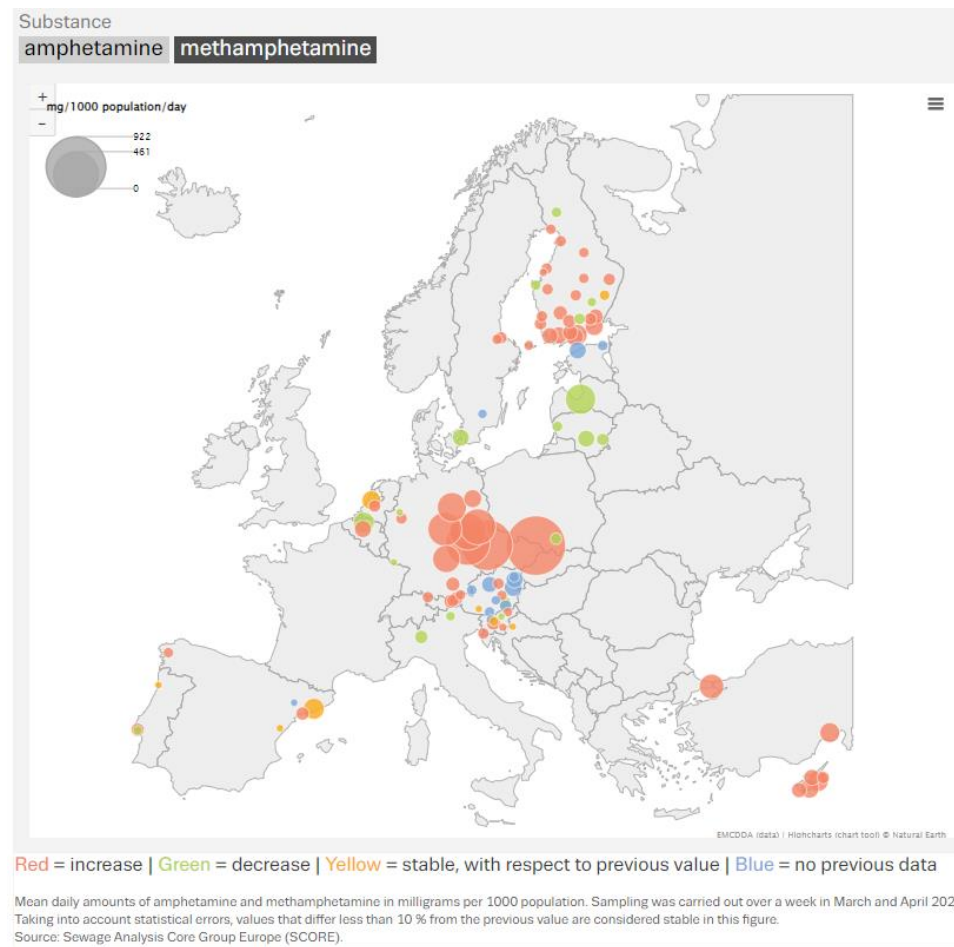 Substance
amphetamine methamphetamine
+
mg/1000 population/day
−
922
461
0
EMCDDA (data) / Highcharts (chart tool) © Natural Earth
Red = increase | Green = decrease | Yellow = stable, with respect to previous value | Blue = no previous data
Mean daily amounts of amphetamine and methamphetamine in milligrams per 1000 population. Sampling was carried out over a week in March and April 202
Taking into account statistical errors, values that differ less than 10 % from the previous value are considered stable in this figure.
Source: Sewage Analysis Core Group Europe (SCORE).